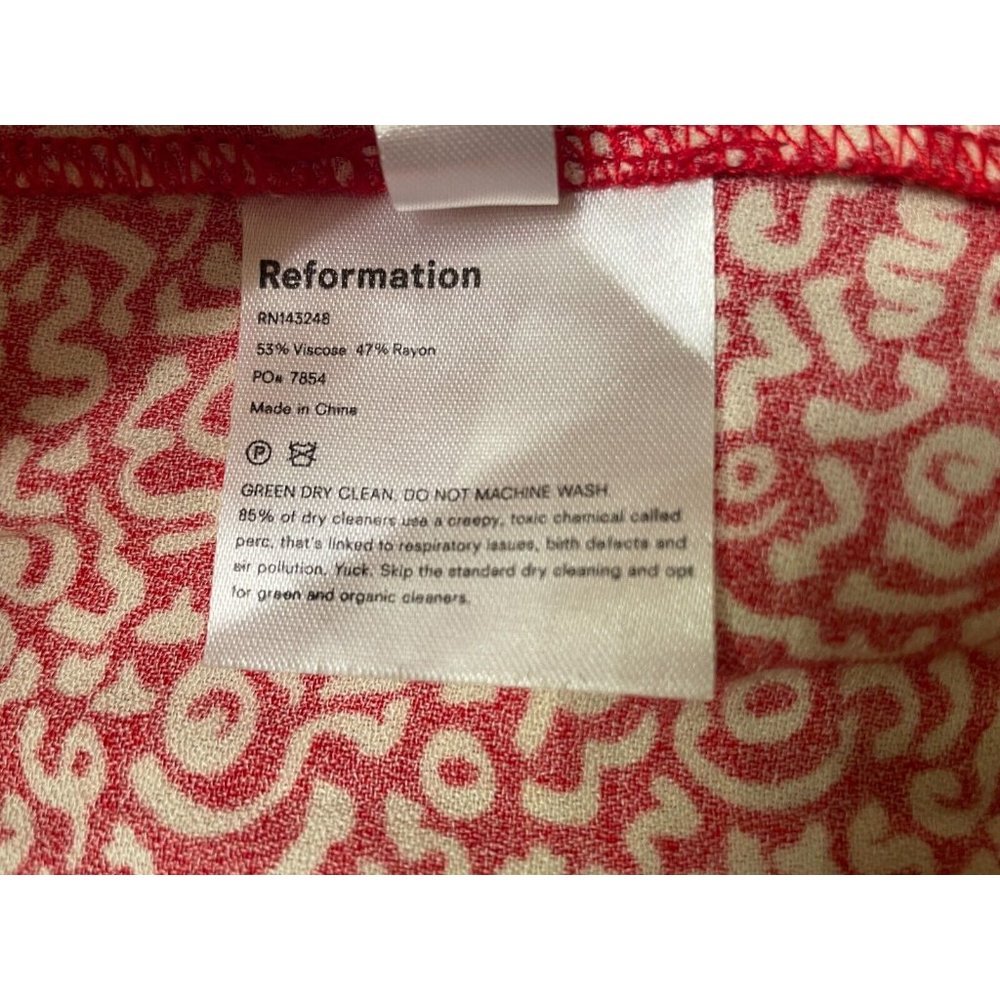 Reformation
RN143248
53% Viscose 47% Rayon
PO# 7854
Made in China
P
GREEN DRY CLEAN. DO NOT MACHINE WASH
85% of dry cleaners use a creepy, toxic chemical called
perc, that's linked to respiratory issues, birth defects and
air pollution. Yuck. Skip the standard dry cleaning and opt
for green and organic cleaners.